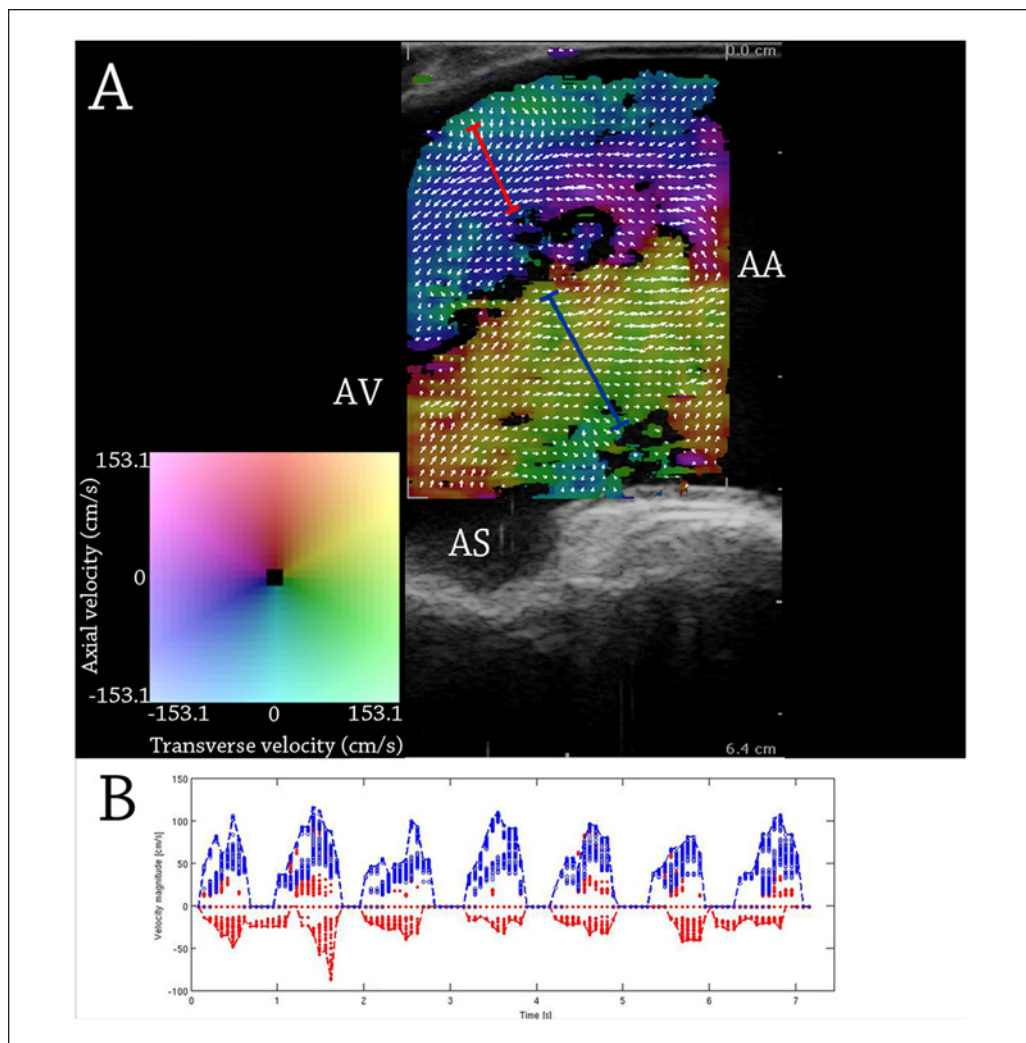 A
0.0 cm
AA
AV
AS
6.4 cm
153.1
0
-153.1
Axial velocity (cm/s)
-153.1 0 153.1
Transverse velocity (cm/s)
B
150
100
50
0
-50
-100
Velocity magnitude [cm/s]
0 1 2 3 4 5 6 7
Time [s]